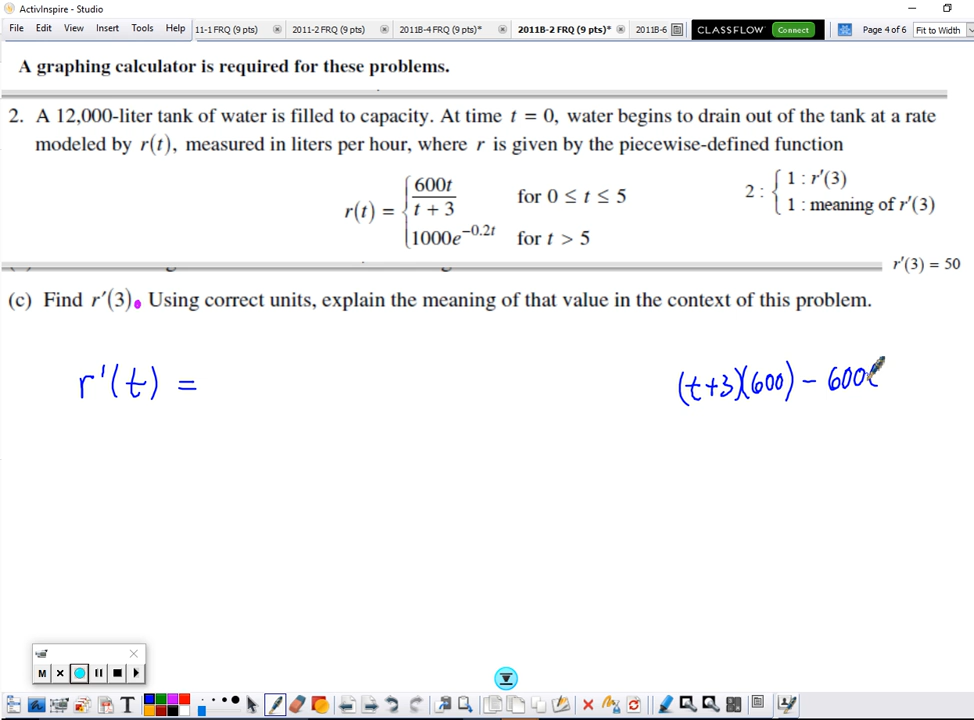 ActivInspire - Studio
File Edit View Insert Tools Help 11-1 FRQ (9 pts) 2011-2 FRQ (9 pts) 2011B-4 FRQ (9 pts)* 2011B-2 FRQ (9 pts)* 2011B-6 CLASSFLOW Connect Page 4 of 6 Fit to Width
A graphing calculator is required for these problems.
2. A 12,000-liter tank of water is filled to capacity. At time t = 0, water begins to drain out of the tank at a rate
modeled by r(t), measured in liters per hour, where r is given by the piecewise-defined function
r(t) = { 600t / t + 3 for 0 ≤ t ≤ 5
1000e^−0.2t for t > 5
2 : { 1 : r′(3)
1 : meaning of r′(3)
r′(3) = 50
(c) Find r′(3). Using correct units, explain the meaning of that value in the context of this problem.
r'(t) = (t+3)(600) − 600
M
T